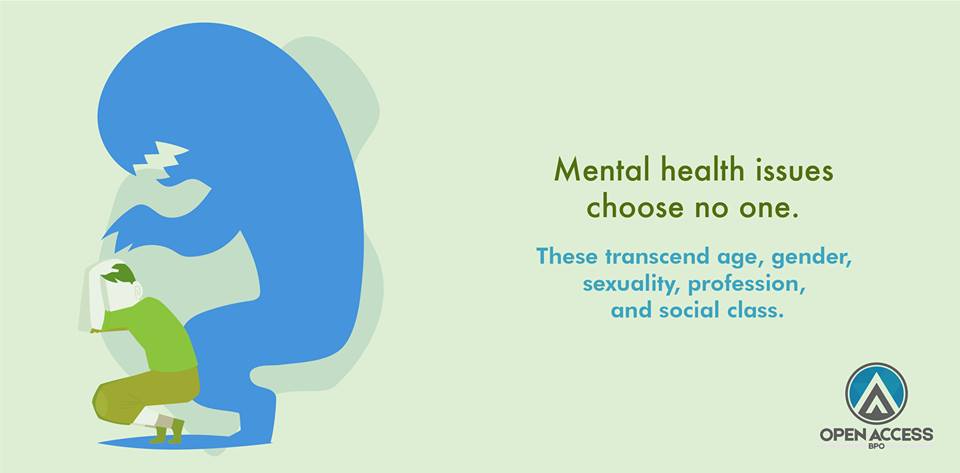 Mental health issues
choose no one.
These transcend age, gender,
sexuality, profession,
and social class.
OPEN ACCESS
BPO